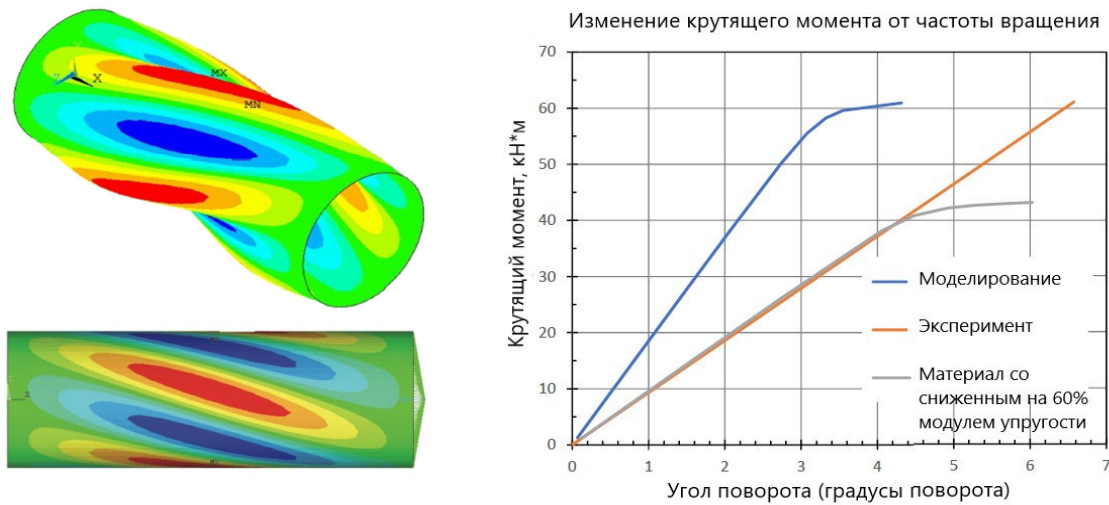 Изменение крутящего момента от частоты вращения
MX
MN
Y
Z
X
Крутящий момент, кН*м
70
60
50
40
30
20
10
0
Моделирование
Эксперимент
Материал со
сниженным на 60%
модулем упругости
0 1 2 3 4 5 6 7
Угол поворота (градусы поворота)